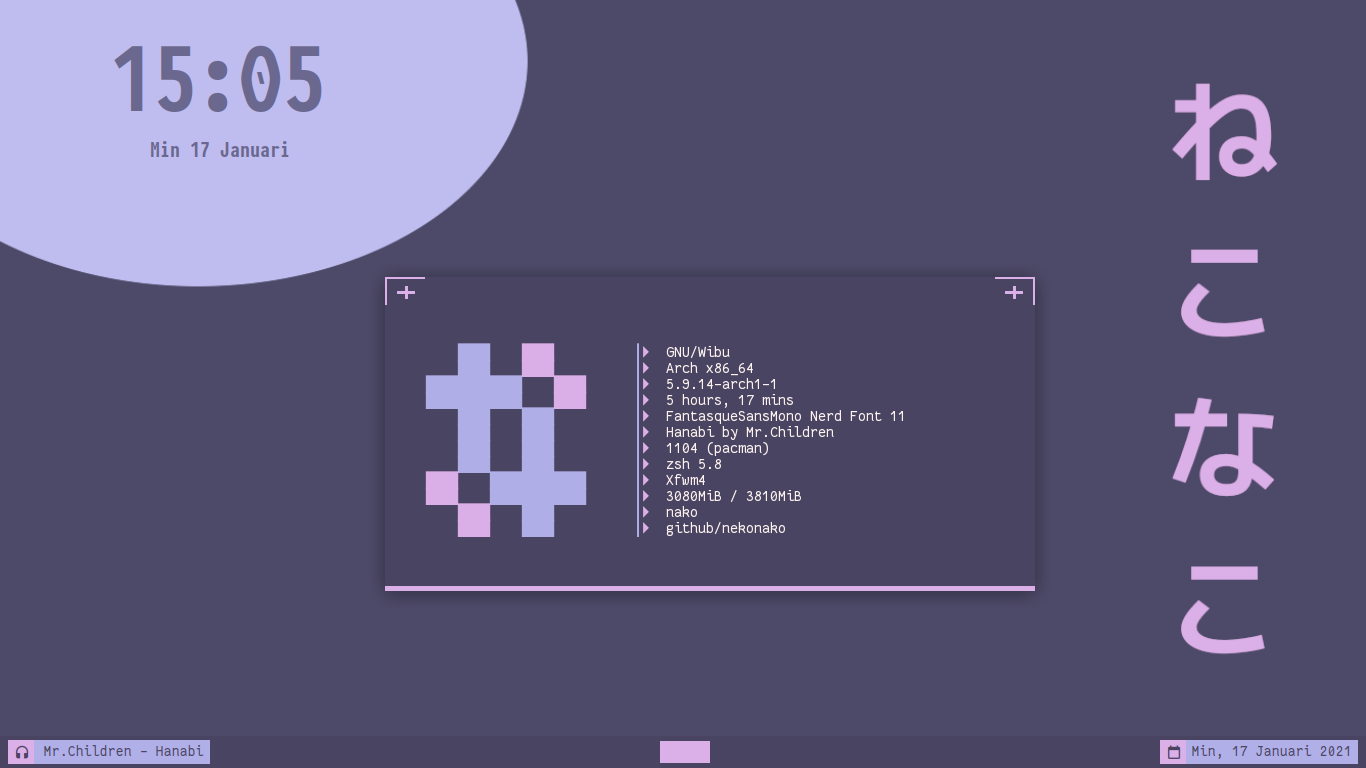 15:05
Min 17 Januari
ねこなこ
GNU/Wibu
Arch x86_64
5.9.14-arch1-1
5 hours, 17 mins
FantasqueSansMono Nerd Font 11
Hanabi by Mr.Children
1104 (pacman)
zsh 5.8
Xfwm4
3080MiB / 3810MiB
nako
github/nekonako
Mr.Children - Hanabi
Min, 17 Januari 2021